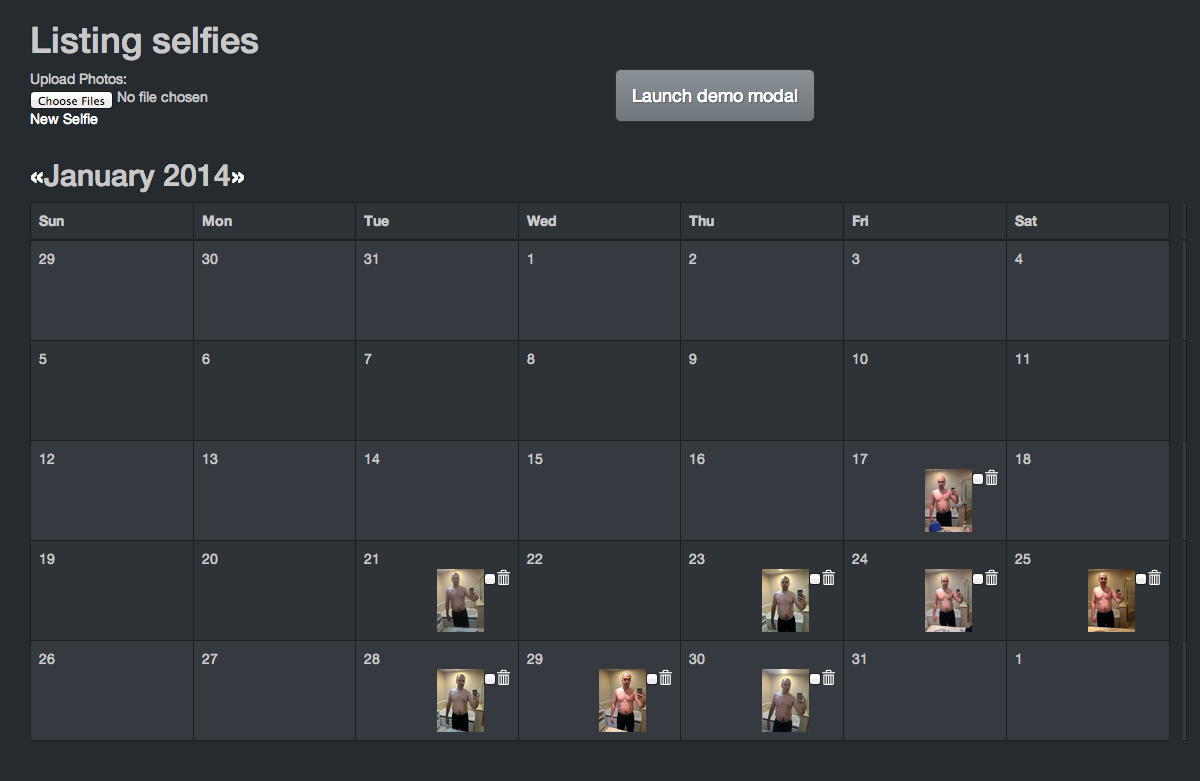 Listing selfies
Upload Photos:
Choose Files No file chosen
New Selfie
Launch demo modal
«January 2014»
Sun Mon Tue Wed Thu Fri Sat
29 30 31 1 2 3 4
5 6 7 8 9 10 11
12 13 14 15 16 17 18
19 20 21 22 23 24 25
26 27 28 29 30 31 1